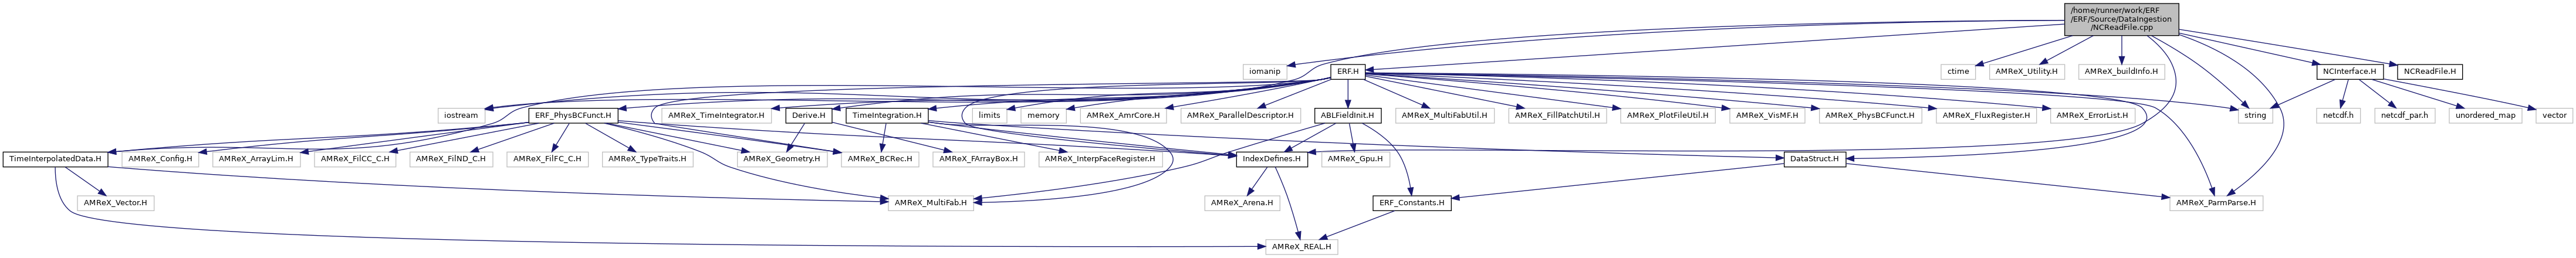 /home/runner/work/ERF
/ERF/Source/DataIngestion
/NCReadFile.cpp
iomanip
ERF.H
ctime
AMReX_Utility.H
AMReX_buildInfo.H
NCInterface.H
NCReadFile.H
iostream
ERF_PhysBCFunct.H
AMReX_TimeIntegrator.H
Derive.H
TimeIntegration.H
limits
memory
AMReX_AmrCore.H
AMReX_ParallelDescriptor.H
ABLFieldInit.H
AMReX_MultiFabUtil.H
AMReX_FillPatchUtil.H
AMReX_PlotFileUtil.H
AMReX_VisMF.H
AMReX_PhysBCFunct.H
AMReX_FluxRegister.H
AMReX_ErrorList.H
string
netcdf.h
netcdf_par.h
unordered_map
vector
TimeInterpolatedData.H
AMReX_Config.H
AMReX_ArrayLim.H
AMReX_FilCC_C.H
AMReX_FilND_C.H
AMReX_FilFC_C.H
AMReX_TypeTraits.H
AMReX_Geometry.H
AMReX_BCRec.H
AMReX_FArrayBox.H
AMReX_InterpFaceRegister.H
IndexDefines.H
AMReX_Gpu.H
DataStruct.H
AMReX_Vector.H
AMReX_MultiFab.H
AMReX_Arena.H
ERF_Constants.H
AMReX_ParmParse.H
AMReX_REAL.H